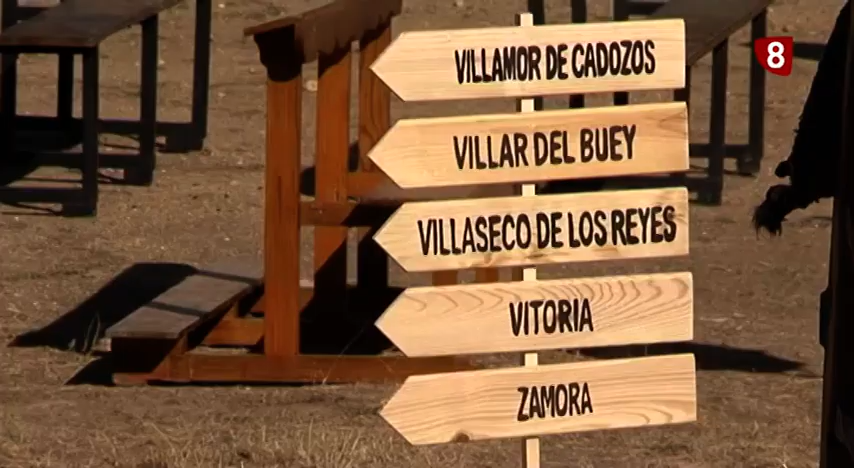 8
VILLAMOR DE CADOZOS
VILLAR DEL BUEY
VILLASECO DE LOS REYES
VITORIA
ZAMORA